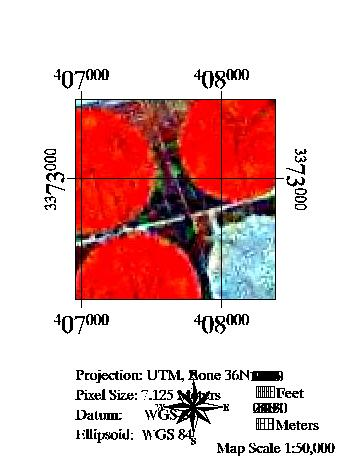 407000 408000
3373000 3373000
407000 408000
Projection: UTM, Zone 36N
Pixel Size: 7.125 Meters
Feet
Datum: WGS 84
W E
Ellipsoid: WGS 84
Meters
S
Map Scale 1:50,000